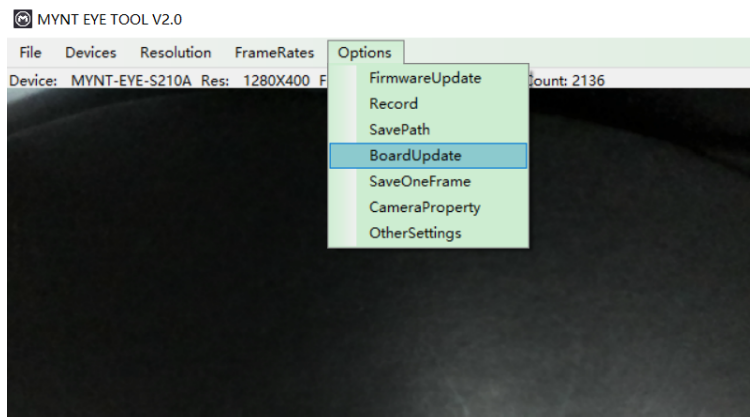 MYNT EYE TOOL V2.0
File Devices Resolution FrameRates Options
Device: MYNT-EYE-S210A Res: 1280X400 F
ount: 2136
FirmwareUpdate
Record
SavePath
BoardUpdate
SaveOneFrame
CameraProperty
OtherSettings